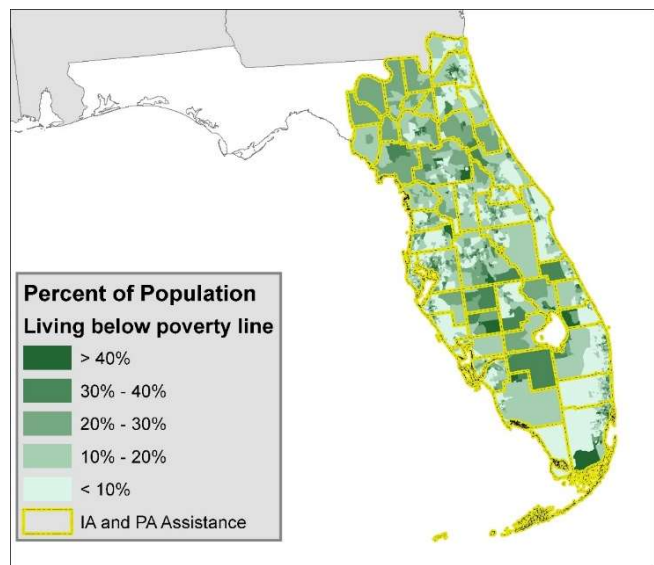 Percent of Population
Living below poverty line
> 40%
30% - 40%
20% - 30%
10% - 20%
< 10%
IA and PA Assistance